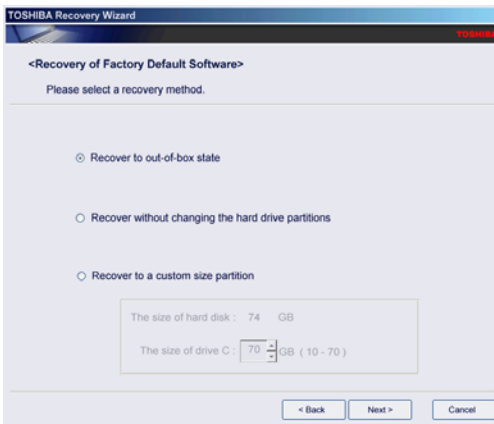 TOSHIBA Recovery Wizard
TOSHIBA
<Recovery of Factory Default Software>
Please select a recovery method.
Recover to out-of-box state
Recover without changing the hard drive partitions
Recover to a custom size partition
The size of hard disk : 74 GB
The size of drive C : 70 GB ( 10 - 70 )
< Back Next > Cancel